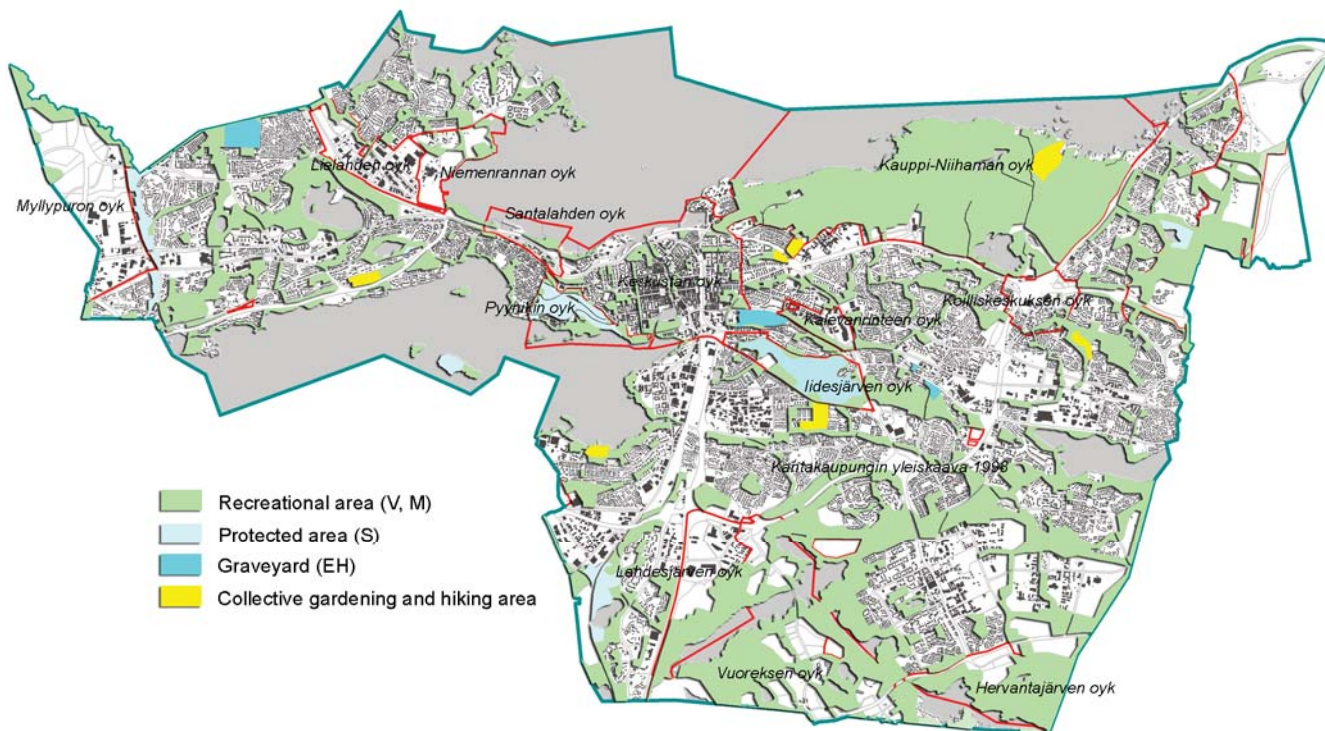 Lielahden oyk
Niemenrannan oyk
Kauppi-Niihaman oyk
Myllypuron oyk
Santalahden oyk
Keskustan oyk
Pyynikin oyk
Koilliskeskuksen oyk
Kalevanrinteen oyk
Iidesjärven oyk
Kantakaupungin yleiskaava 1998
Recreational area (V, M)
Protected area (S)
Graveyard (EH)
Collective gardening and hiking area
Lahdesjärven oyk
Vuoreksen oyk
Hervantajärven oyk